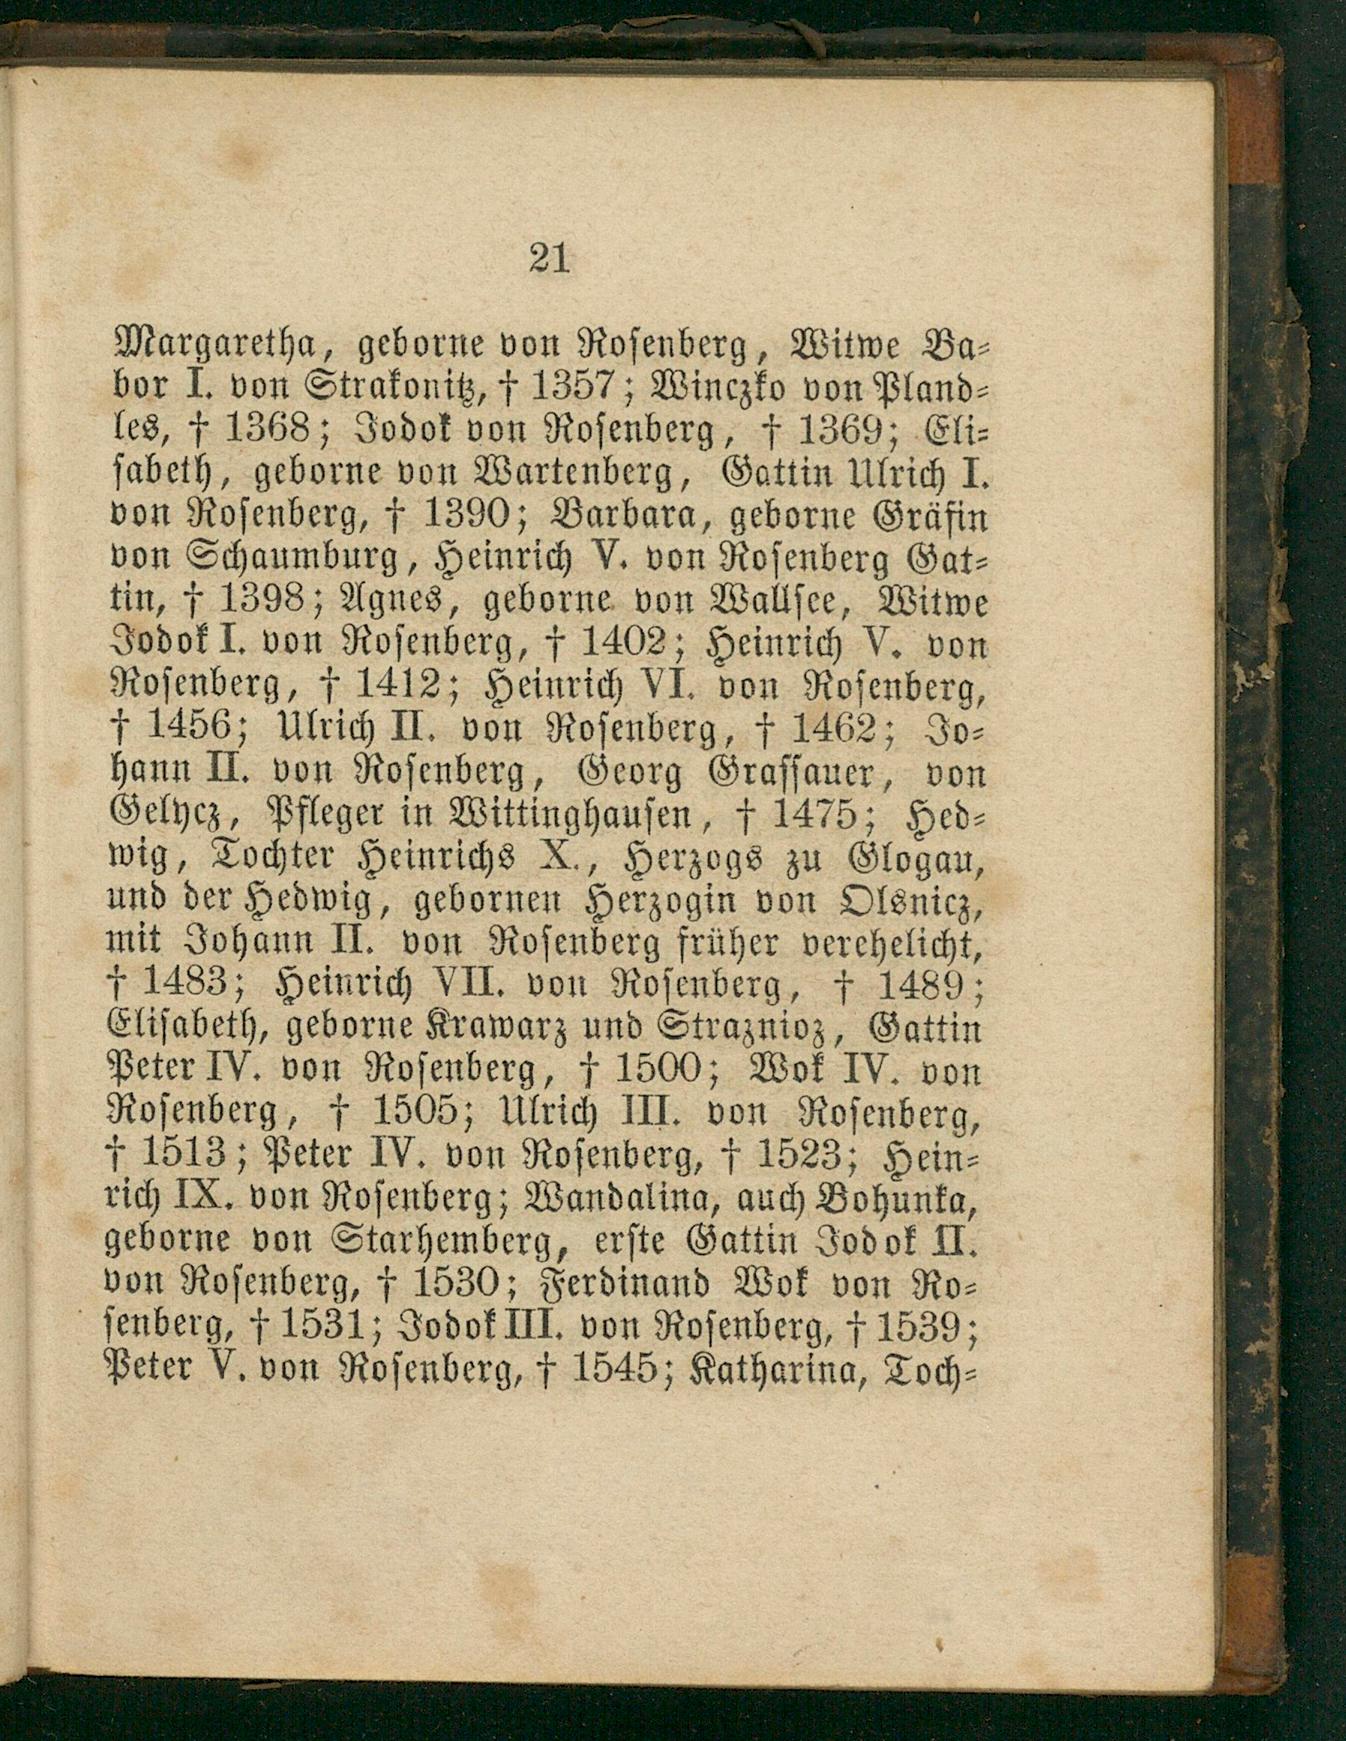 21
Margaretha, geborne von Rosenberg, Witwe Ba-
bor I. von Strakonitz, † 1357; Winczko von Pland-
les, † 1368; Jodok von Rosenberg, † 1369; Eli-
sabeth, geborne von Wartenberg, Gattin Ulrich I.
von Rosenberg, † 1390; Barbara, geborne Gräfin
von Schaumburg, Heinrich V. von Rosenberg Gat-
tin, † 1398; Agnes, geborne von Wallsee, Witwe
Jodok I. von Rosenberg, † 1402; Heinrich V. von
Rosenberg, † 1412; Heinrich VI. von Rosenberg,
† 1456; Ulrich II. von Rosenberg, † 1462; Jo-
hann II. von Rosenberg, Georg Grassauer, von
Gelycz, Pfleger in Wittinghausen, † 1475; Hed-
wig, Tochter Heinrichs X., Herzogs zu Glogau,
und der Hedwig, gebornen Herzogin von Olsnicz,
mit Johann II. von Rosenberg früher verehelicht,
† 1483; Heinrich VII. von Rosenberg, † 1489;
Elisabeth, geborne Krawarz und Straznioz, Gattin
Peter IV. von Rosenberg, † 1500; Wok IV. von
Rosenberg, † 1505; Ulrich III. von Rosenberg,
† 1513; Peter IV. von Rosenberg, † 1523; Hein-
rich IX. von Rosenberg; Wandalina, auch Bohunka,
geborne von Starhemberg, erste Gattin Jodok II.
von Rosenberg, † 1530; Ferdinand Wok von Ro-
senberg, † 1531; Jodok III. von Rosenberg, † 1539;
Peter V. von Rosenberg, † 1545; Katharina, Toch-